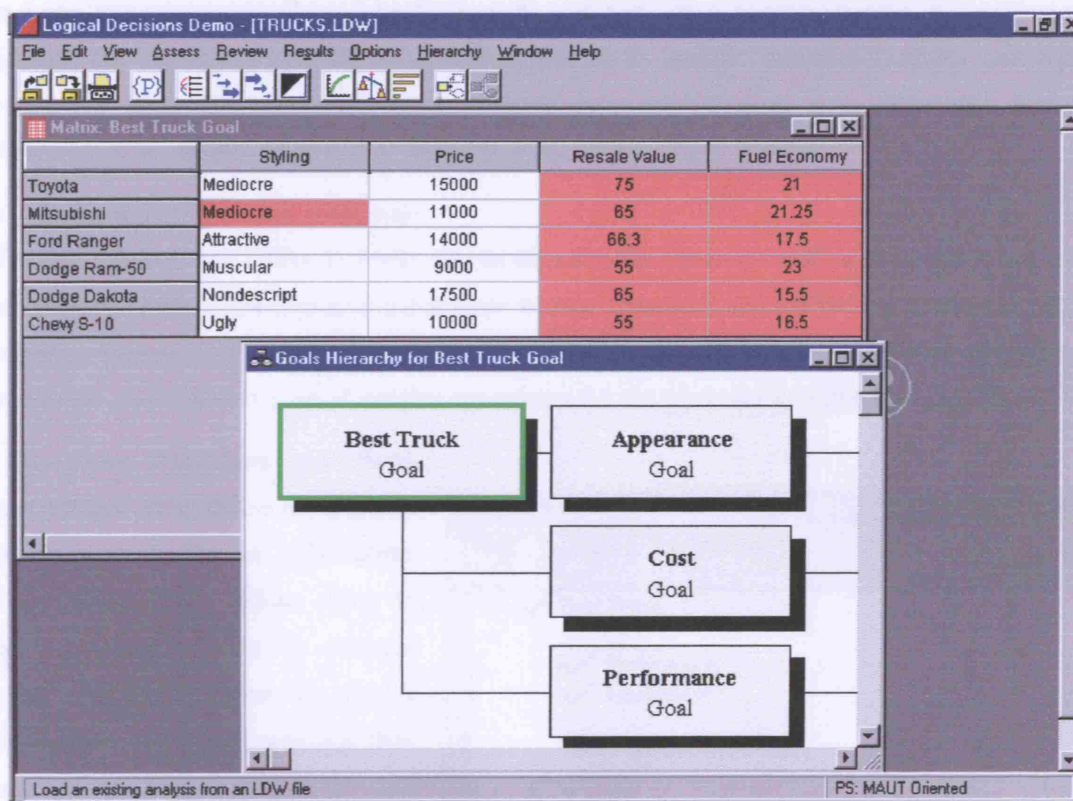 Logical Decisions Demo - [TRUCKS.LDW]
File Edit View Assess Review Results Options Hierarchy Window Help
{P}
Matrix: Best Truck Goal
Styling Price Resale Value Fuel Economy
Toyota Mediocre 15000 75 21
Mitsubishi Mediocre 11000 65 21.25
Ford Ranger Attractive 14000 66.3 17.5
Dodge Ram-50 Muscular 9000 55 23
Dodge Dakota Nondescript 17500 65 15.5
Chevy S-10 Ugly 10000 55 16.5
Goals Hierarchy for Best Truck Goal
Best Truck
Goal
Appearance
Goal
Cost
Goal
Performance
Goal
Load an existing analysis from an LDW file
PS: MAUT Oriented